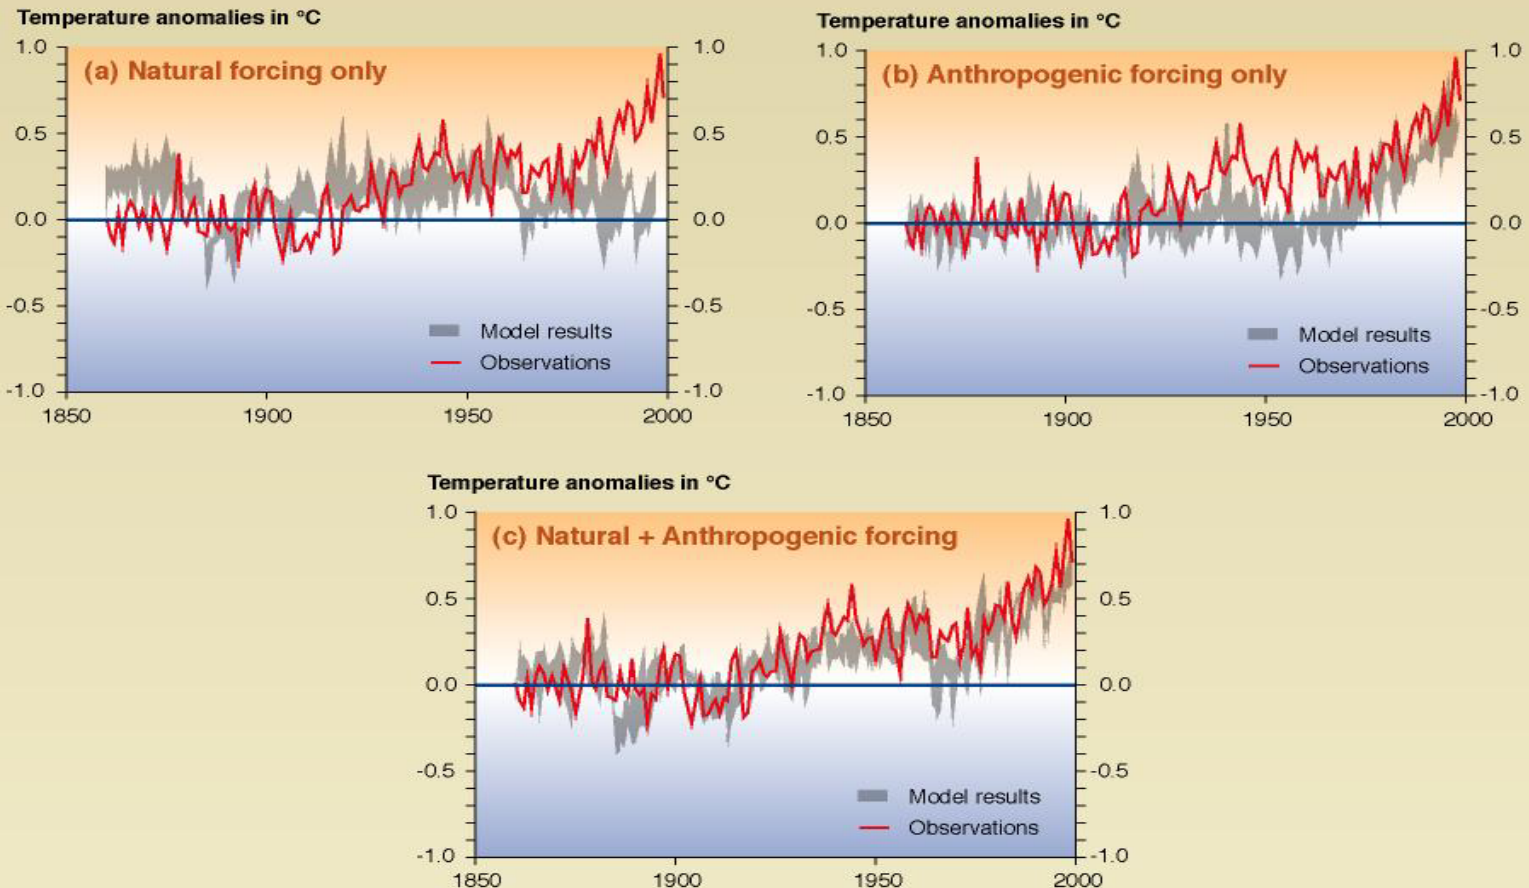 Temperature anomalies in °C
1.0 1.0
(a) Natural forcing only
0.5 0.5
0.0 0.0
-0.5 -0.5
Model results
Observations
-1.0 -1.0
1850 1900 1950 2000
Temperature anomalies in °C
1.0 1.0
(b) Anthropogenic forcing only
0.5 0.5
0.0 0.0
-0.5 -0.5
Model results
Observations
-1.0 -1.0
1850 1900 1950 2000
Temperature anomalies in °C
1.0 1.0
(c) Natural + Anthropogenic forcing
0.5 0.5
0.0 0.0
-0.5 -0.5
Model results
Observations
-1.0 -1.0
1850 1900 1950 2000